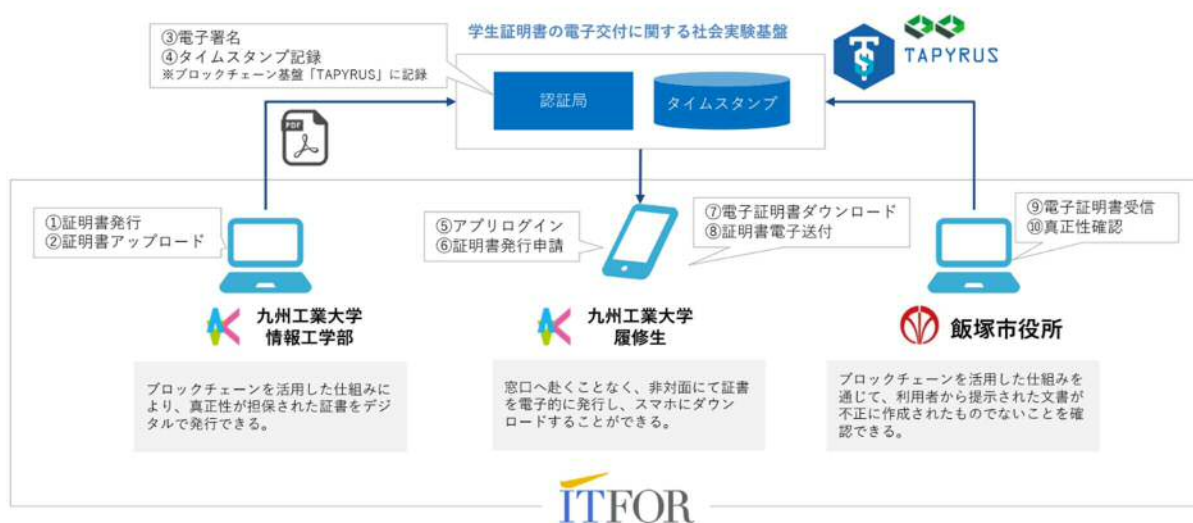 学生証明書の電子交付に関する社会実験基盤
③電子署名
④タイムスタンプ記録
※ブロックチェーン基盤「TAPYRUS」に記録
認証局
タイムスタンプ
TS
TAPYRUS
PDF
①証明書発行
②証明書アップロード
⑤アプリログイン
⑥証明書発行申請
⑦電子証明書ダウンロード
⑧証明書電子送付
⑨電子証明書受信
⑩真正性確認
九州工業大学
情報工学部
九州工業大学
履修生
飯塚市役所
ブロックチェーンを活用した仕組みに
より、真正性が担保された証書をデジ
タルで発行できる。
窓口へ赴くことなく、非対面にて証書
を電子的に発行し、スマホにダウン
ロードすることができる。
ブロックチェーンを活用した仕組みを
通じて、利用者から提示された文書が
不正に作成されたものでないことを確
認できる。
ITFOR